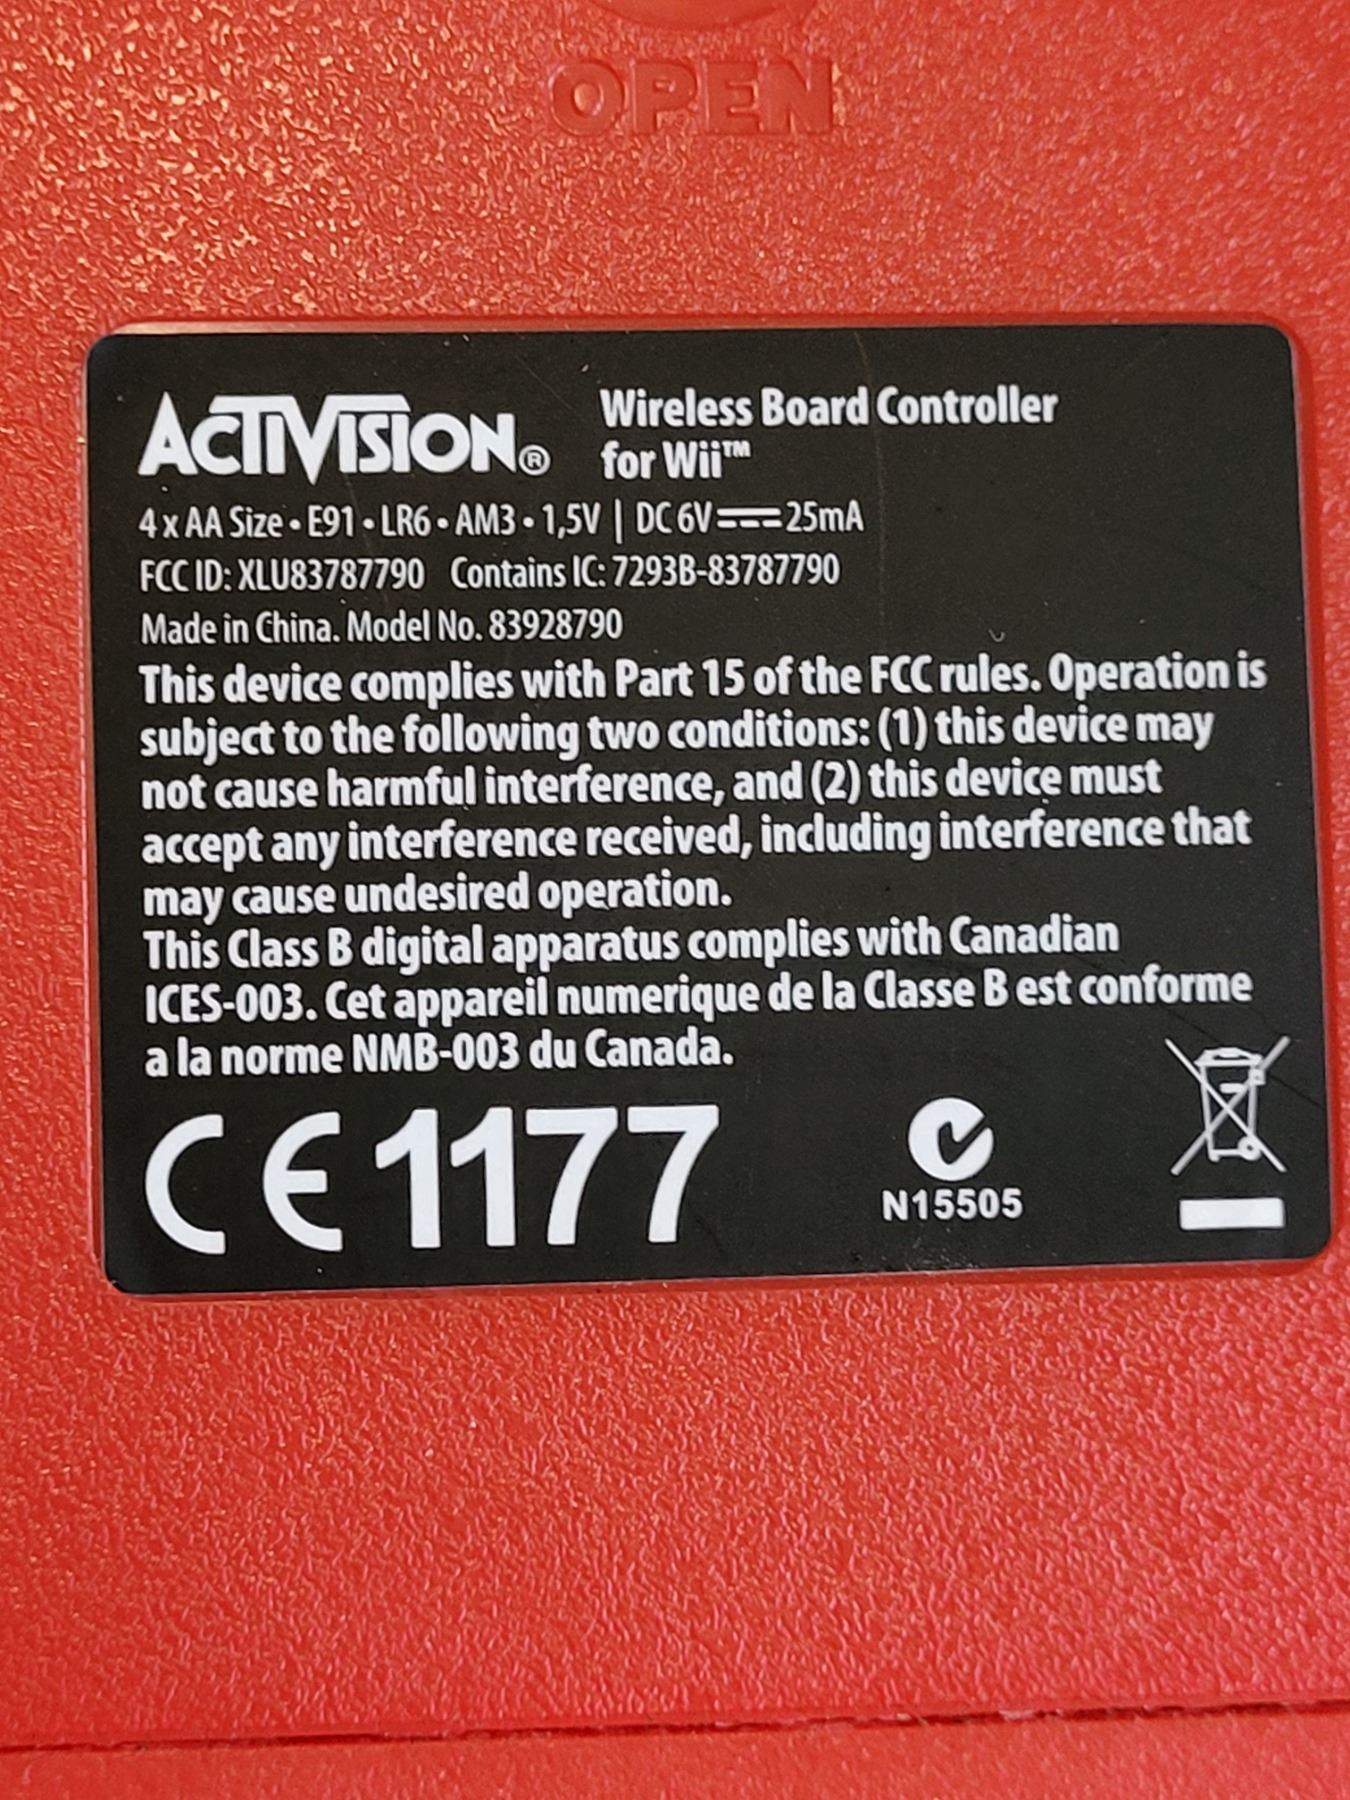 OPEN
ACTIVISION®
Wireless Board Controller
for Wii™
4 x AA Size • E91 • LR6 • AM3 • 1,5V | DC 6V⎓25mA
FCC ID: XLU83787790 Contains IC: 7293B-83787790
Made in China. Model No. 83928790
This device complies with Part 15 of the FCC rules. Operation is
subject to the following two conditions: (1) this device may
not cause harmful interference, and (2) this device must
accept any interference received, including interference that
may cause undesired operation.
This Class B digital apparatus complies with Canadian
ICES-003. Cet appareil numerique de la Classe B est conforme
a la norme NMB-003 du Canada.
CE 1177
N15505